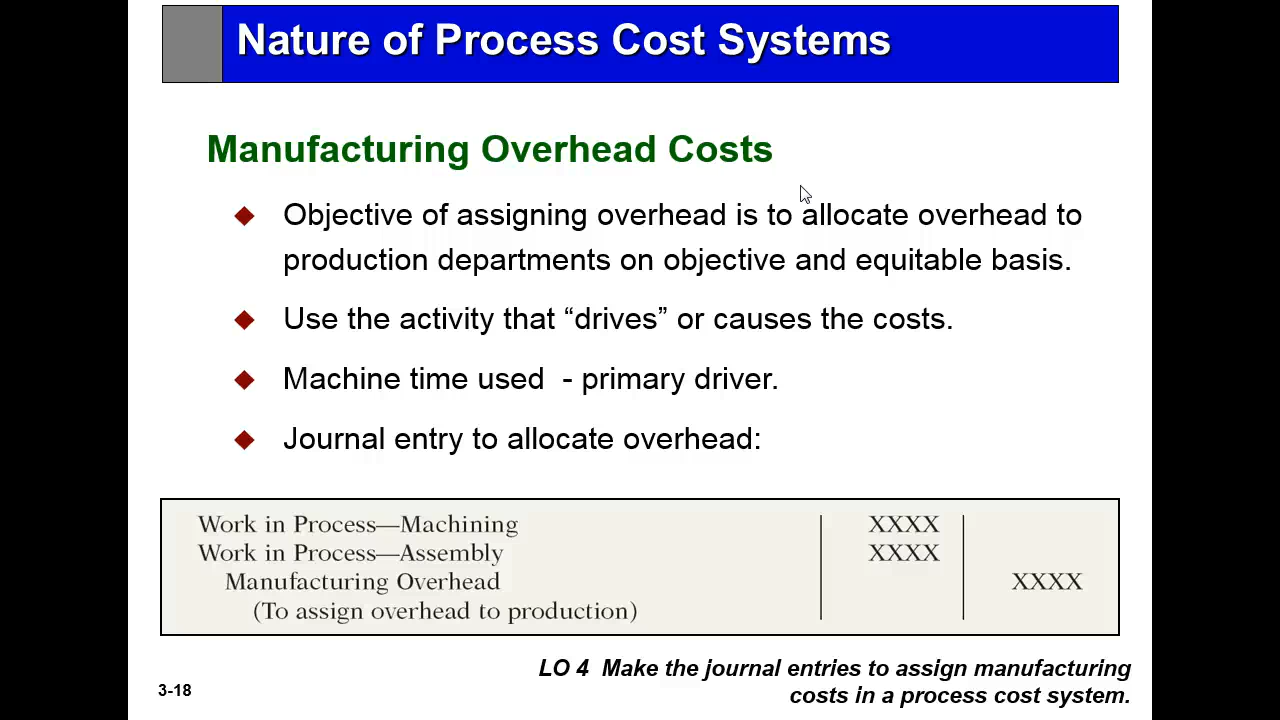 Nature of Process Cost Systems
Manufacturing Overhead Costs
Objective of assigning overhead is to allocate overhead to
production departments on objective and equitable basis.
Use the activity that “drives” or causes the costs.
Machine time used - primary driver.
Journal entry to allocate overhead:
Work in Process—Machining XXXX
Work in Process—Assembly XXXX
Manufacturing Overhead XXXX
(To assign overhead to production)
LO 4 Make the journal entries to assign manufacturing
costs in a process cost system.
3-18